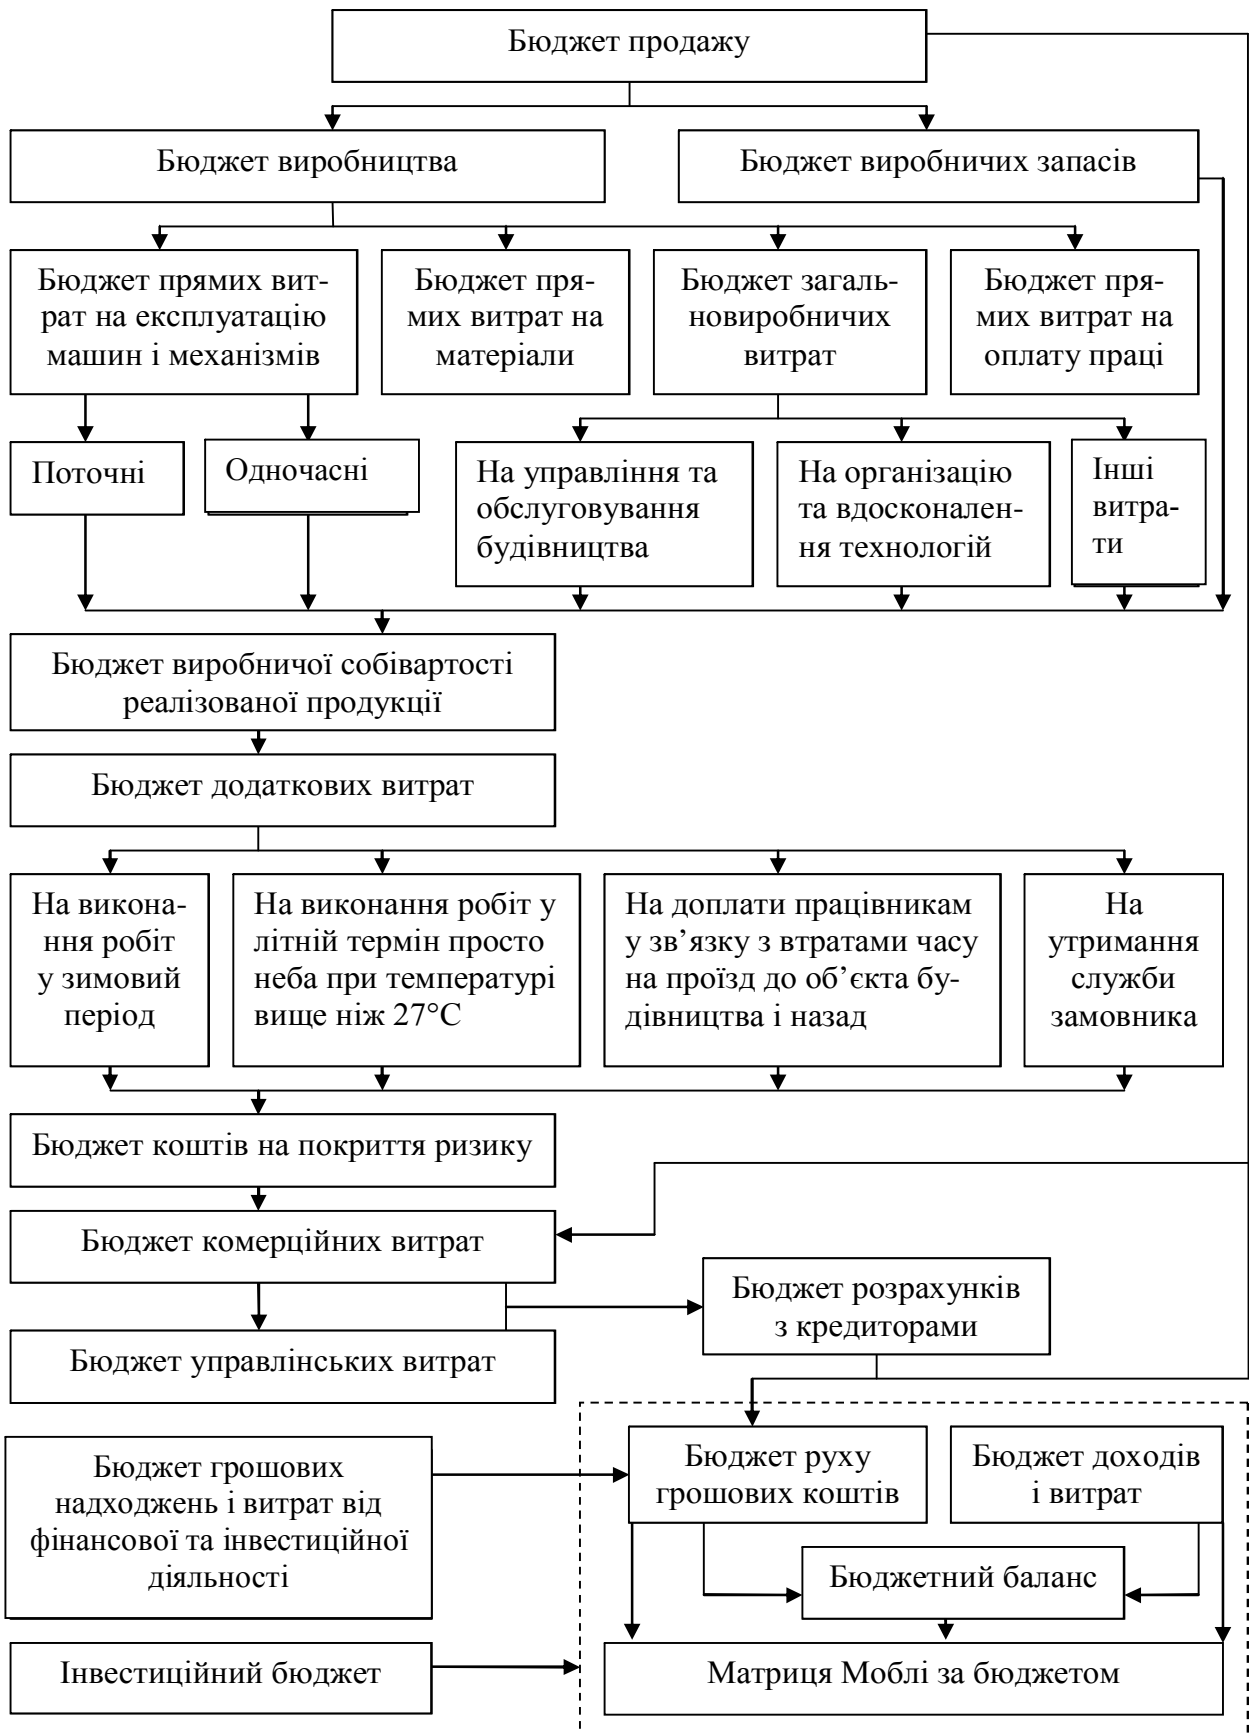 Бюджет продажу
Бюджет виробництва
Бюджет виробничих запасів
Бюджет прямих вит-
рат на експлуатацію
машин і механізмів
Бюджет пря-
мих витрат на
матеріали
Бюджет загаль-
новиробничих
витрат
Бюджет пря-
мих витрат на
оплату праці
Поточні
Одночасні
На управління та
обслуговування
будівництва
На організацію
та вдосконален-
ня технологій
Інші
витра-
ти
Бюджет виробничої собівартості
реалізованої продукції
Бюджет додаткових витрат
На викона-
ння робіт
у зимовий
період
На виконання робіт у
літній термін просто
неба при температурі
вище ніж 27°С
На доплати працівникам
у зв’язку з втратами часу
на проїзд до об’єкта бу-
дівництва і назад
На
утримання
служби
замовника
Бюджет коштів на покриття ризику
Бюджет комерційних витрат
Бюджет розрахунків
з кредиторами
Бюджет управлінських витрат
Бюджет грошових
надходжень і витрат від
фінансової та інвестиційної
діяльності
Бюджет руху
грошових коштів
Бюджет доходів
і витрат
Бюджетний баланс
Інвестиційний бюджет
Матриця Моблі за бюджетом